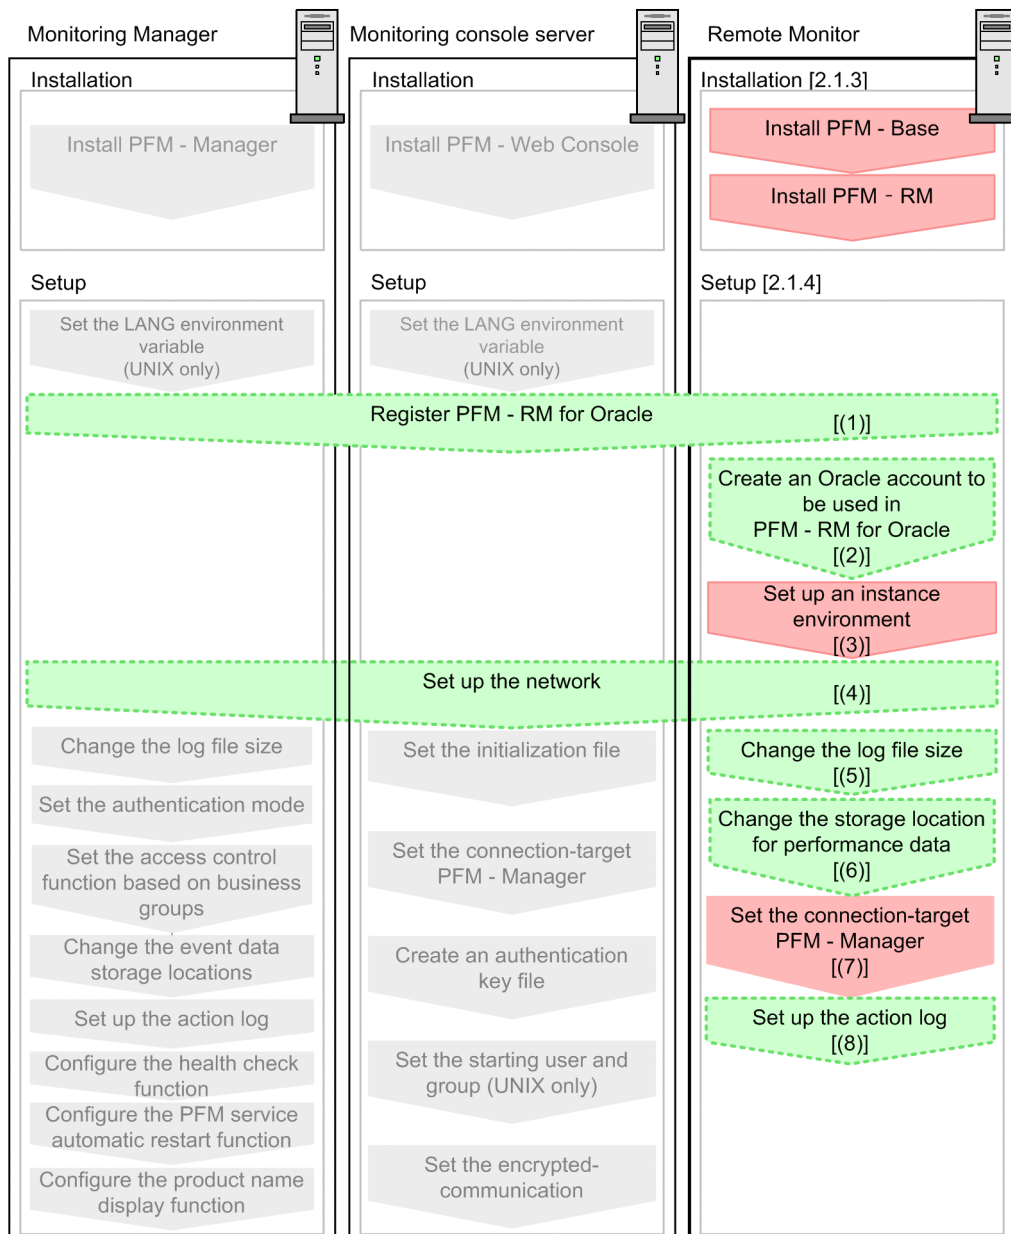 Monitoring Manager
Monitoring console server
Remote Monitor
Installation
Installation
Installation [2.1.3]
Install PFM - Manager
Install PFM - Web Console
Install PFM - Base
Install PFM - RM
Setup
Setup
Setup [2.1.4]
Set the LANG environment
variable
(UNIX only)
Set the LANG environment
variable
(UNIX only)
Register PFM - RM for Oracle
[(1)]
Create an Oracle account to
be used in
PFM - RM for Oracle
[(2)]
Set up an instance
environment
[(3)]
Set up the network
[(4)]
Change the log file size
Set the authentication mode
Set the access control
function based on business
groups
Change the event data
storage locations
Set up the action log
Configure the health check
function
Configure the PFM service
automatic restart function
Configure the product name
display function
Set the initialization file
Set the connection-target
PFM - Manager
Create an authentication
key file
Set the starting user and
group (UNIX only)
Set the encrypted-
communication
Change the log file size
[(5)]
Change the storage location
for performance data
[(6)]
Set the connection-target
PFM - Manager
[(7)]
Set up the action log
[(8)]